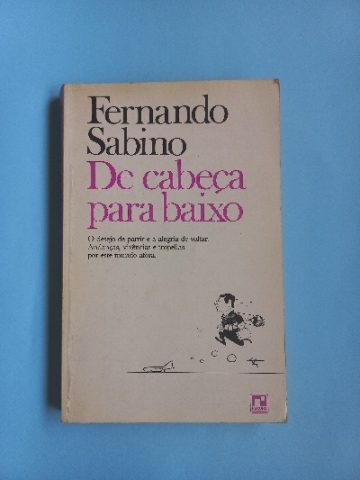 Fernando
Sabino
De cabeça
para baixo
O desejo de partir e a alegria de voltar.
Andanças, vivências e tropelias
por este mundo afora.